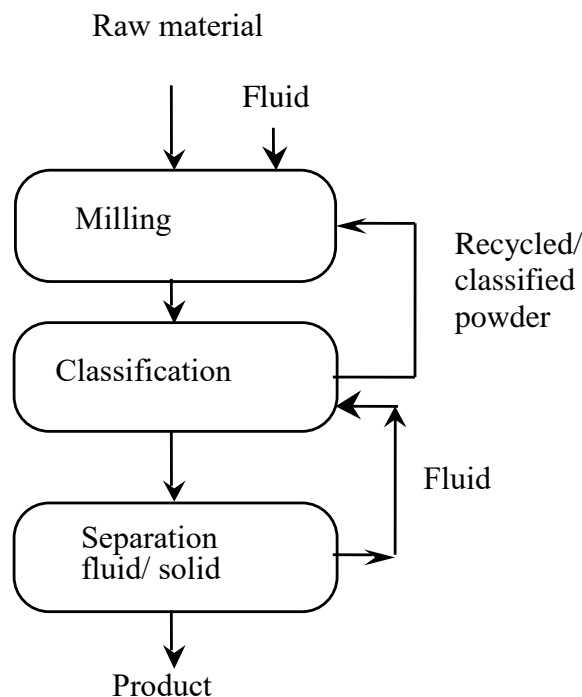 Raw material
Fluid
Milling
Recycled/
classified
powder
Classification
Fluid
Separation
fluid/ solid
Product